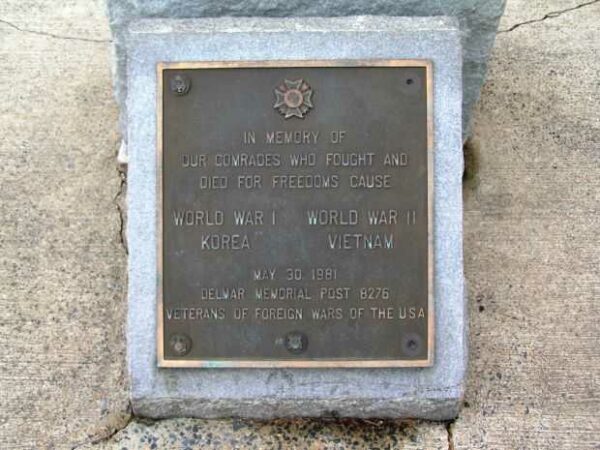 IN MEMORY OF
OUR COMRADES WHO FOUGHT AND
DIED FOR FREEDOMS CAUSE
WORLD WAR I WORLD WAR II
KOREA VIETNAM
MAY 30, 1981
DELMAR MEMORIAL POST 8276
VETERANS OF FOREIGN WARS OF THE USA